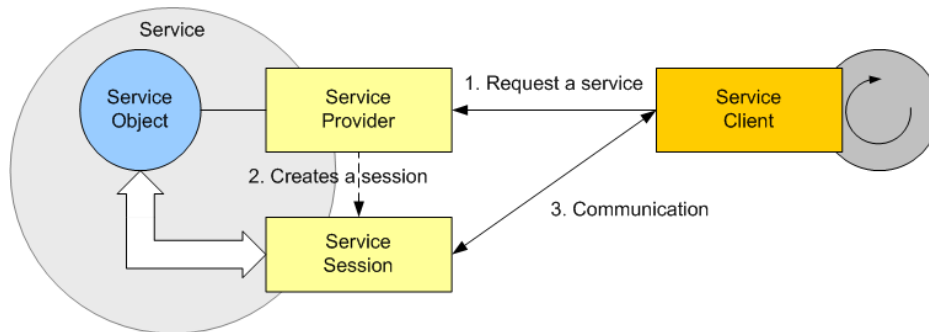 Service
Service
Object
Service
Provider
1. Request a service
Service
Client
2. Creates a session
3. Communication
Service
Session